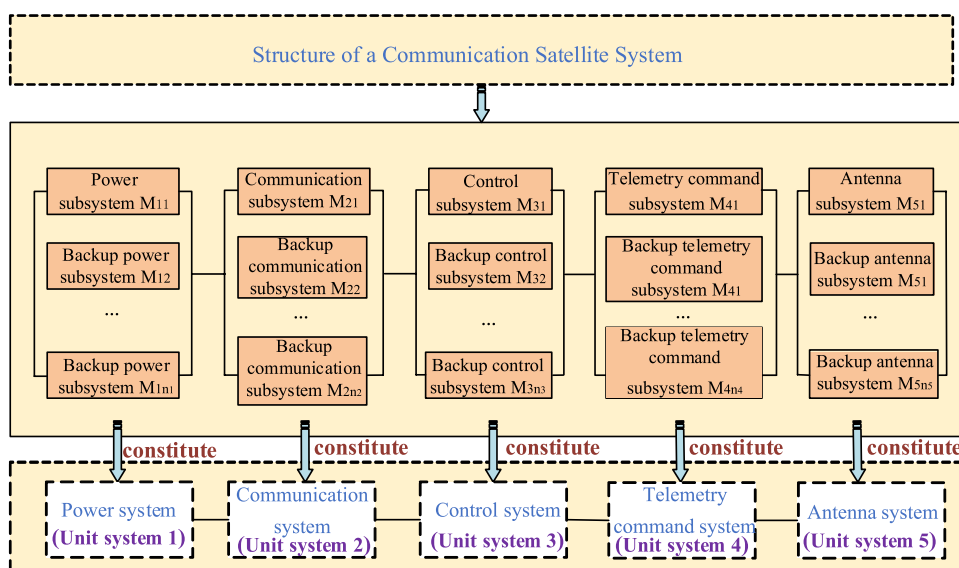 Structure of a Communication Satellite System
Power
subsystem M11
Backup power
subsystem M12
...
Backup power
subsystem M1n1
Communication
subsystem M21
Backup
communication
subsystem M22
...
Backup
communication
subsystem M2n2
Control
subsystem M31
Backup control
subsystem M32
...
Backup control
subsystem M3n3
Telemetry command
subsystem M41
Backup telemetry
command
subsystem M41
...
Backup telemetry
command
subsystem M4n4
Antenna
subsystem M51
Backup antenna
subsystem M51
...
Backup antenna
subsystem M5n5
constitute
constitute
constitute
constitute
constitute
Power system
(Unit system 1)
Communication
system
(Unit system 2)
Control system
(Unit system 3)
Telemetry
command system
(Unit system 4)
Antenna system
(Unit system 5)